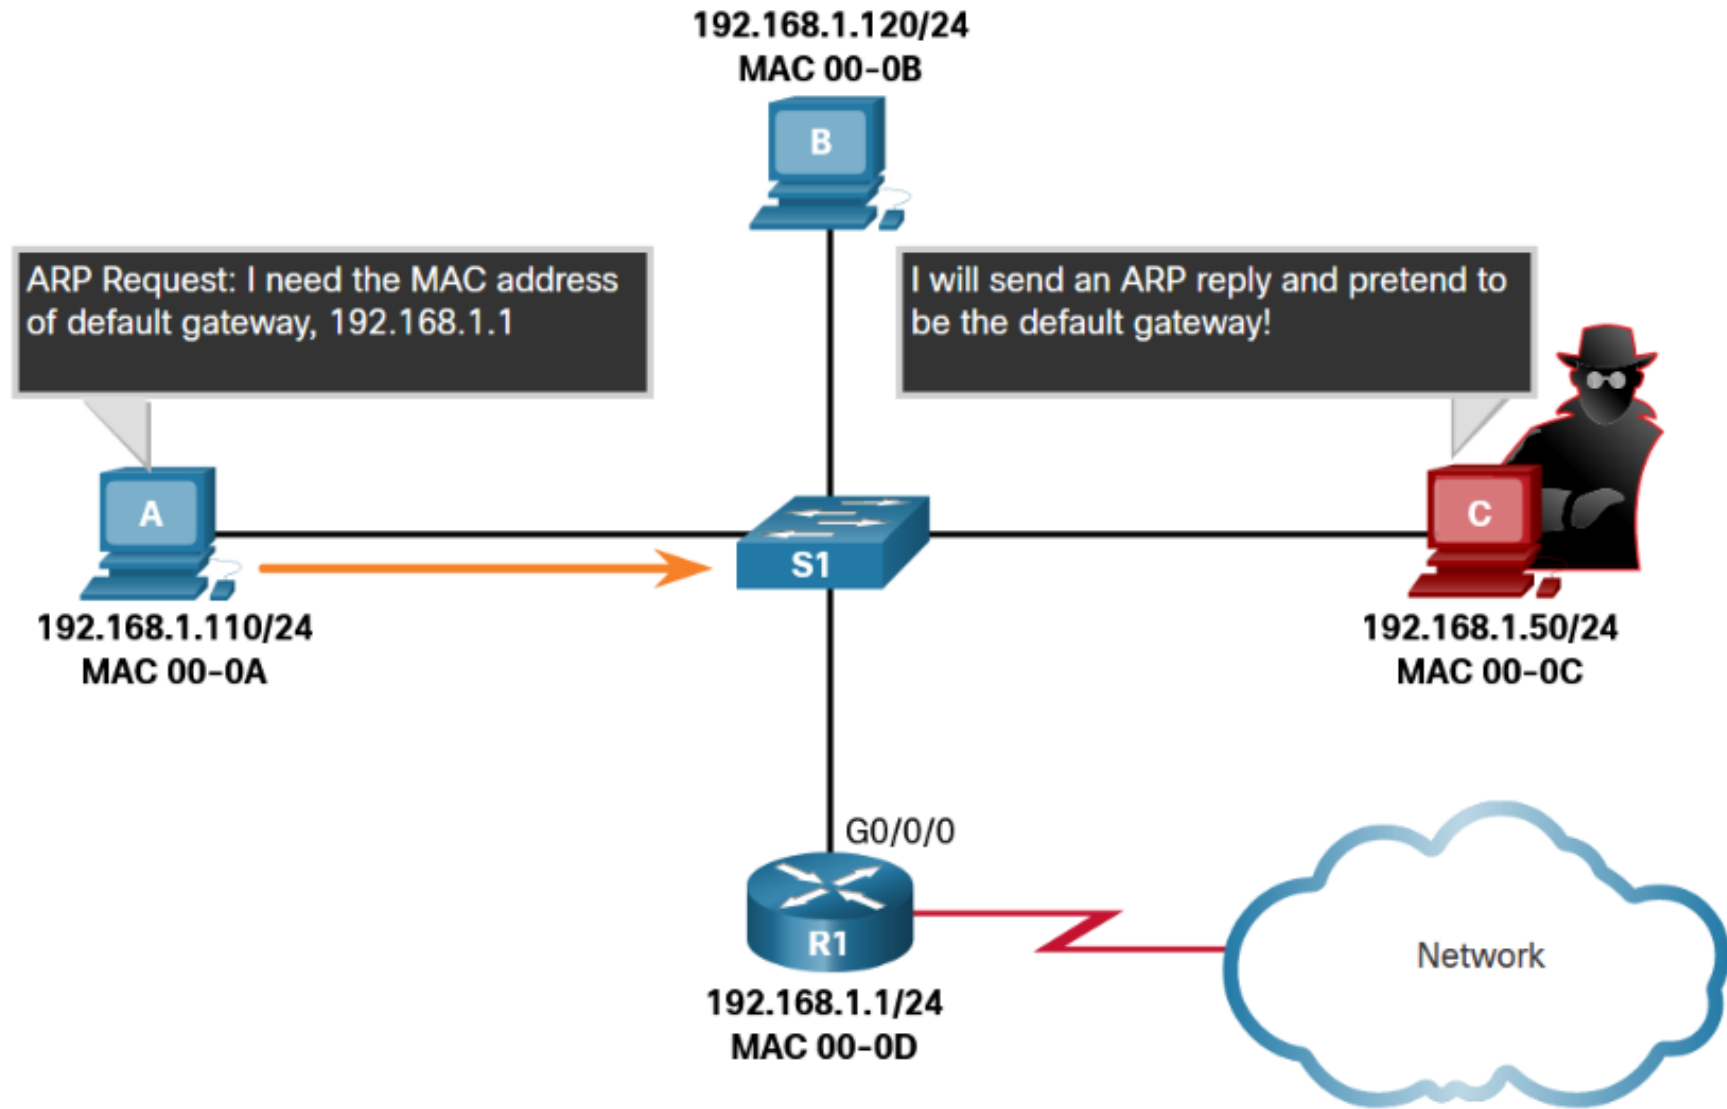 192.168.1.120/24
MAC 00-0B
B
ARP Request: I need the MAC address
of default gateway, 192.168.1.1
I will send an ARP reply and pretend to
be the default gateway!
A
S1
C
192.168.1.110/24
MAC 00-0A
192.168.1.50/24
MAC 00-0C
G0/0/0
R1
Network
192.168.1.1/24
MAC 00-0D